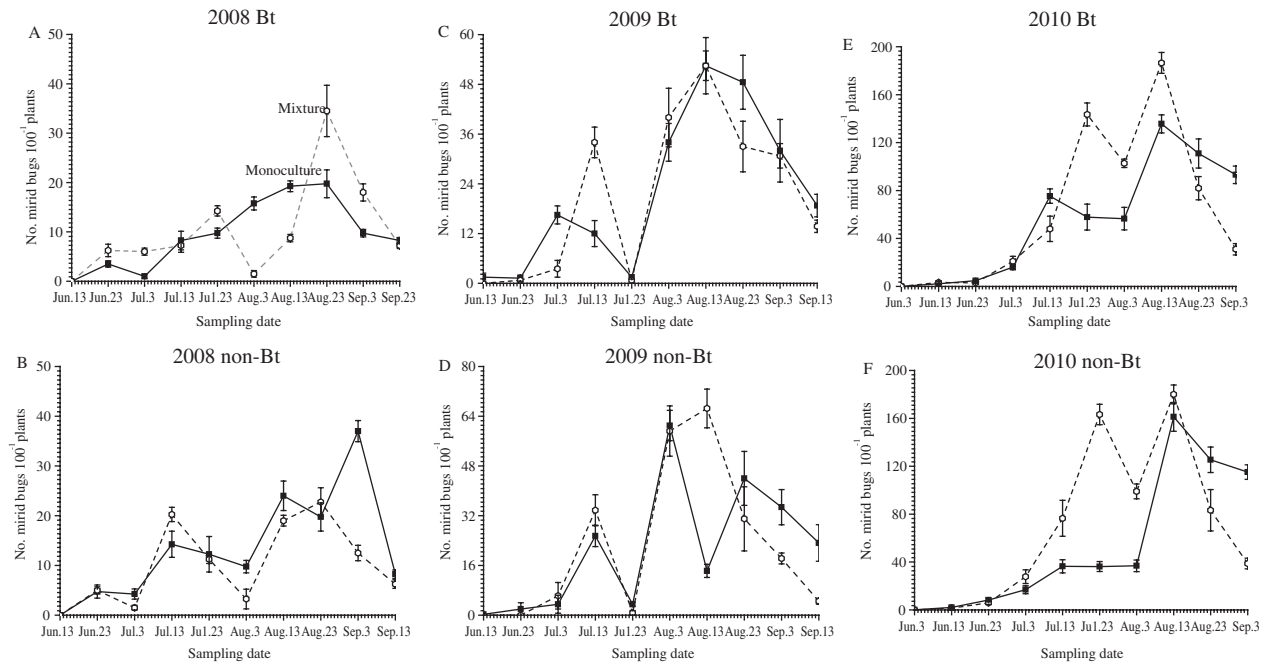 2008 Bt
A
50
40
30
20
10
0
No. mirid bugs 100⁻¹ plants
Mixture
Monoculture
Jun.13 Jun.23 Jul.3 Jul.13 Ju1.23 Aug.3 Aug.13 Aug.23 Sep.3 Sep.23
Sampling date
2009 Bt
C
60
48
36
24
12
0
No. mirid bugs 100⁻¹ plants
Jun.13 Jun.23 Jul.3 Jul.13 Ju1.23 Aug.3 Aug.13 Aug.23 Sep.3 Sep.13
Sampling date
2010 Bt
E
200
160
120
80
40
0
No. mirid bugs 100⁻¹ plants
Jun.3 Jun.13 Jun.23 Jul.3 Jul.13 Ju1.23 Aug.3 Aug.13 Aug.23 Sep.3
Sampling date
2008 non-Bt
B
50
40
30
20
10
0
No. mirid bugs 100⁻¹ plants
Jun.13 Jun.23 Jul.3 Jul.13 Ju1.23 Aug.3 Aug.13 Aug.23 Sep.3 Sep.13
Sampling date
2009 non-Bt
D
80
64
48
32
16
0
No. mirid bugs 100⁻¹ plants
Jun.13 Jun.23 Jul.3 Jul.13 Ju1.23 Aug.3 Aug.13 Aug.23 Sep.3 Sep.13
Sampling date
2010 non-Bt
F
200
160
120
80
40
0
No. mirid bugs 100⁻¹ plants
Jun.3 Jun.13 Jun.23 Jul.3 Jul.13 Ju1.23 Aug.3 Aug.13 Aug.23 Sep.3
Sampling date